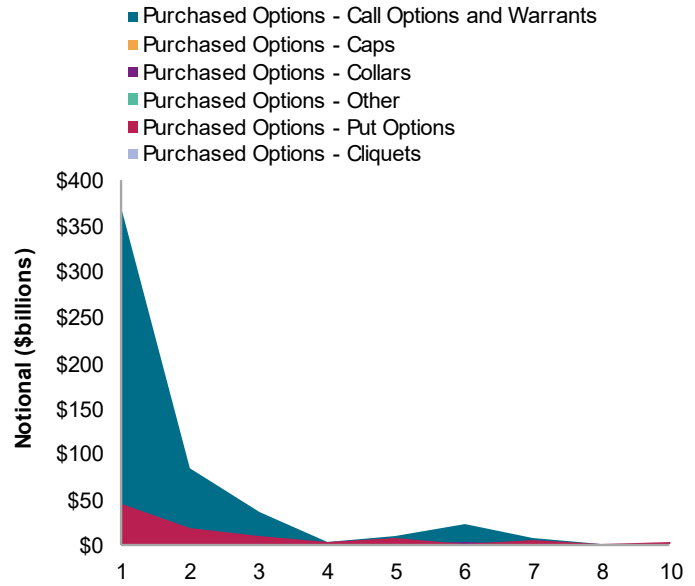 Purchased Options - Call Options and Warrants
Purchased Options - Caps
Purchased Options - Collars
Purchased Options - Other
Purchased Options - Put Options
Purchased Options - Cliquets
$400
$350
$300
$250
$200
$150
$100
$50
$0
Notional ($billions)
1 2 3 4 5 6 7 8 10